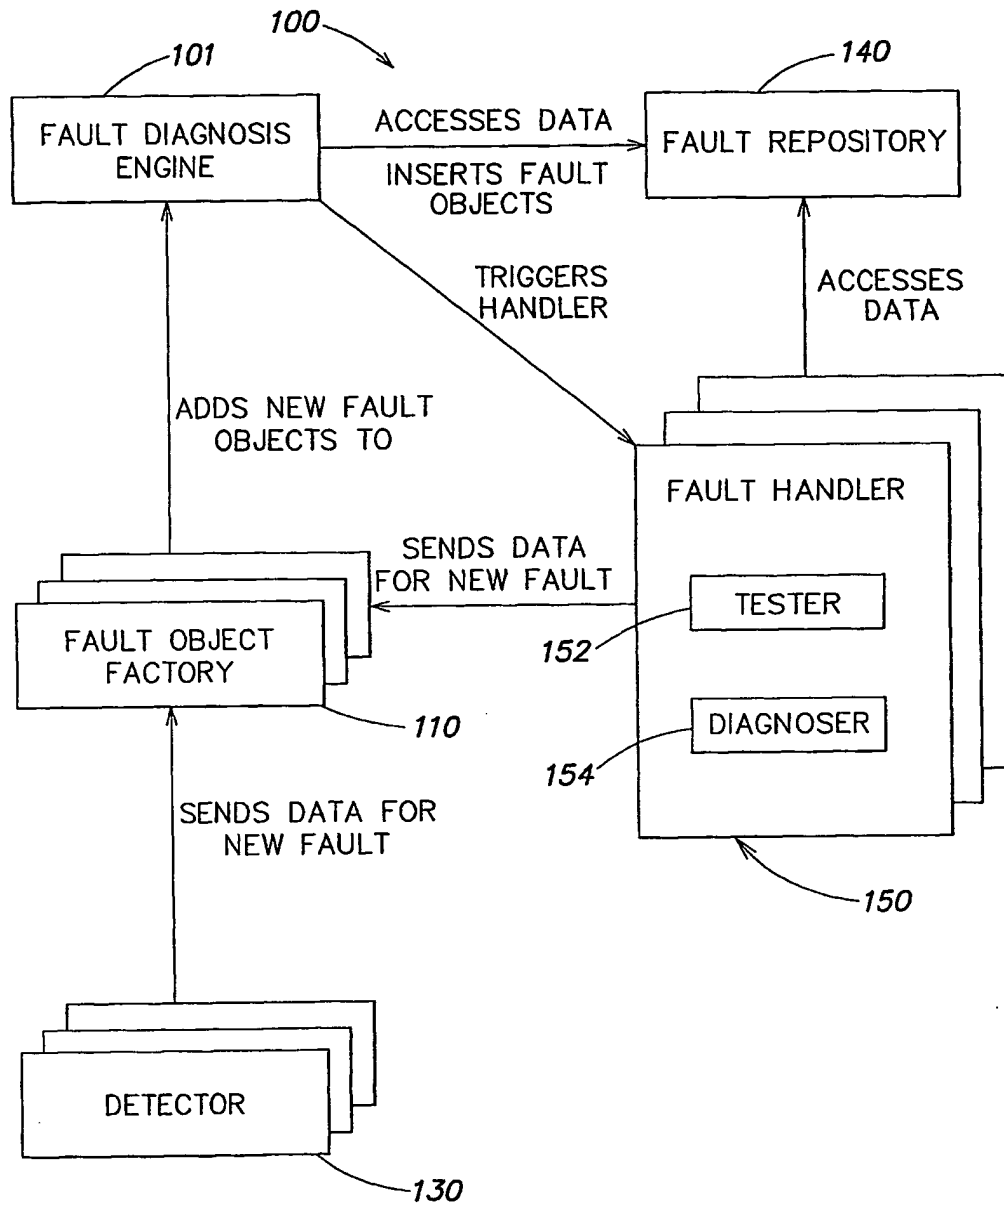 100
101
140
FAULT DIAGNOSIS
ENGINE
ACCESSES DATA
INSERTS FAULT
OBJECTS
FAULT REPOSITORY
TRIGGERS
HANDLER
ACCESSES
DATA
ADDS NEW FAULT
OBJECTS TO
FAULT HANDLER
SENDS DATA
FOR NEW FAULT
TESTER
152
FAULT OBJECT
FACTORY
110
DIAGNOSER
154
SENDS DATA FOR
NEW FAULT
150
DETECTOR
130